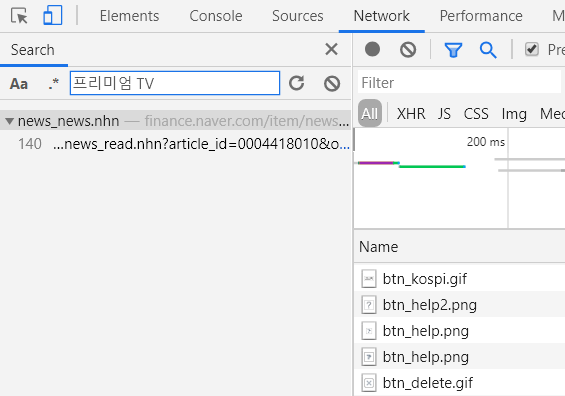 Elements Console Sources Network Performance M
Search
Aa .* 프리미엄 TV
news_news.nhn — finance.naver.com/item/news...
140 ...news_read.nhn?article_id=0004418010&o...
Pre
Filter
All XHR JS CSS Img Med
200 ms
Name
btn_kospi.gif
btn_help2.png
btn_help.png
btn_help.png
btn_delete.gif